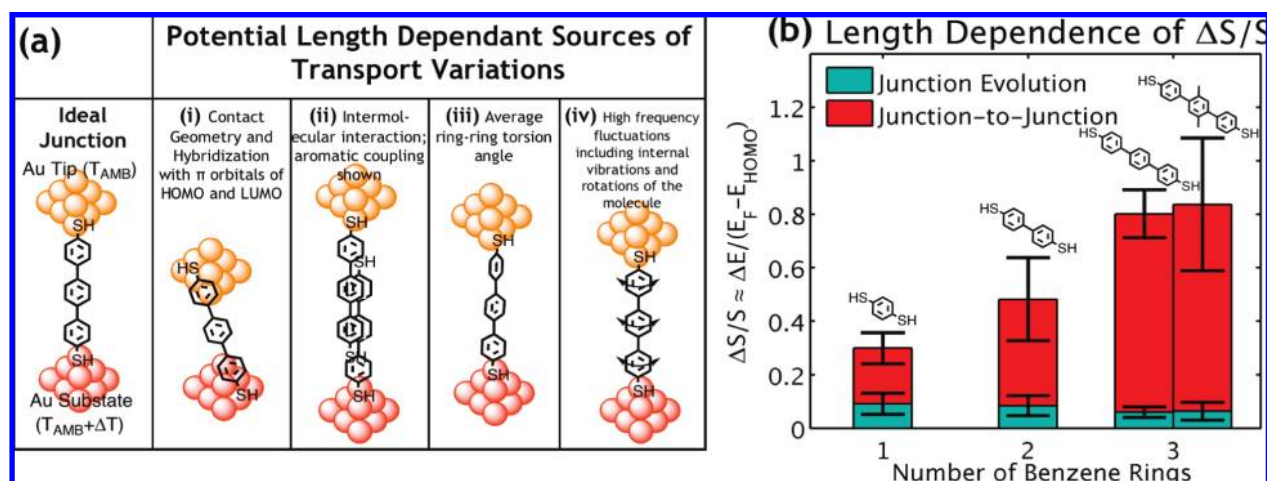 (a)
Potential Length Dependant Sources of
Transport Variations
Ideal
Junction
Au Tip (T_AMB)
SH
SH
Au Substate
(T_AMB+ΔT)
(i) Contact
Geometry and
Hybridization
with π orbitals of
HOMO and LUMO
HS
SH
(ii) Intermol-
ecular interaction;
aromatic coupling
shown
SH
SH
SH
SH
(iii) Average
ring-ring torsion
angle
SH
SH
(iv) High frequency
fluctuations
including internal
vibrations and
rotations of the
molecule
SH
SH
(b) Length Dependence of ΔS/S
Junction Evolution
Junction-to-Junction
HS
SH
HS
SH
HS
SH
HS
SH
ΔS/S ≈ ΔE/(E_F-E_HOMO)
1.2
1
0.8
0.6
0.4
0.2
0
1 2 3
Number of Benzene Rings